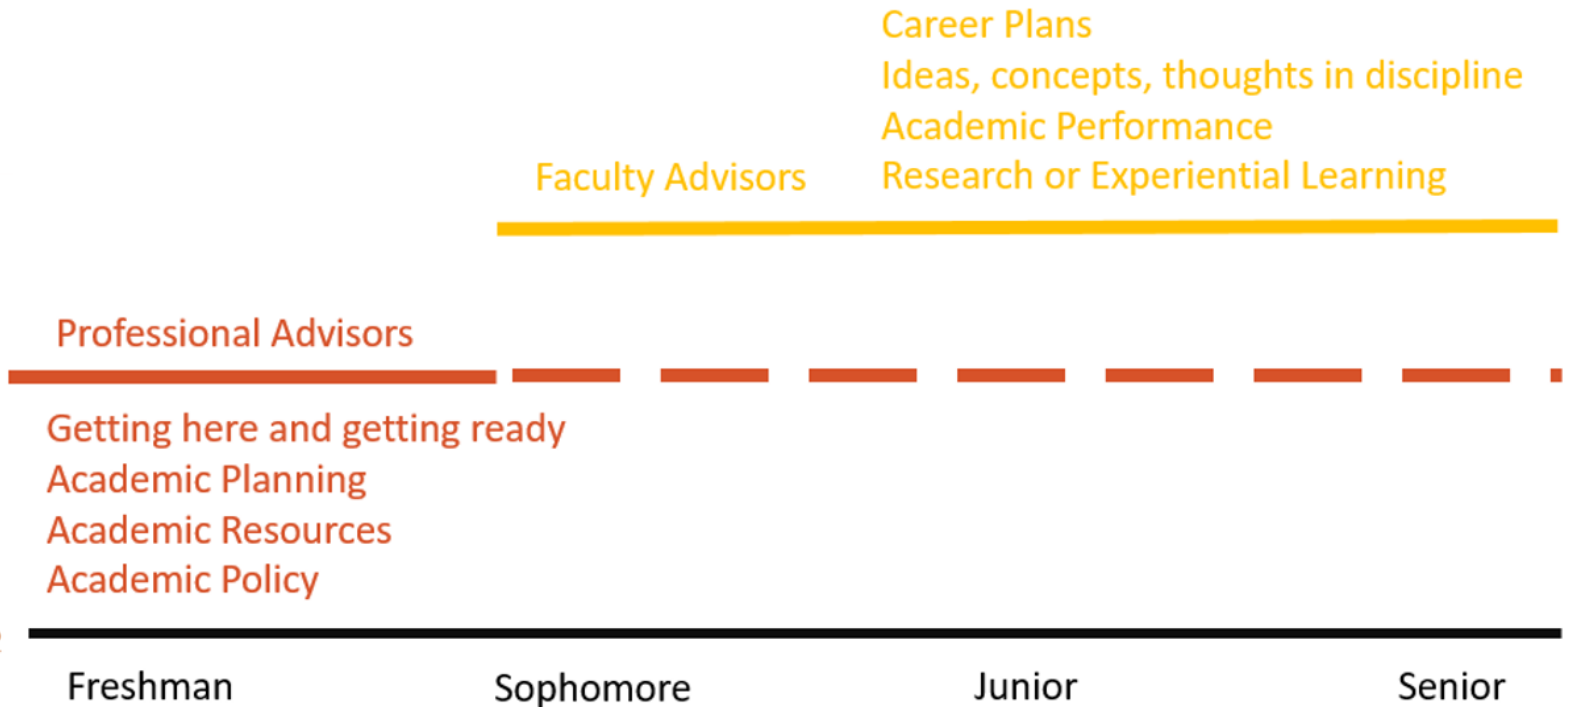 Career Plans
Ideas, concepts, thoughts in discipline
Academic Performance
Faculty Advisors
Research or Experiential Learning
Professional Advisors
Getting here and getting ready
Academic Planning
Academic Resources
Academic Policy
Freshman
Sophomore
Junior
Senior